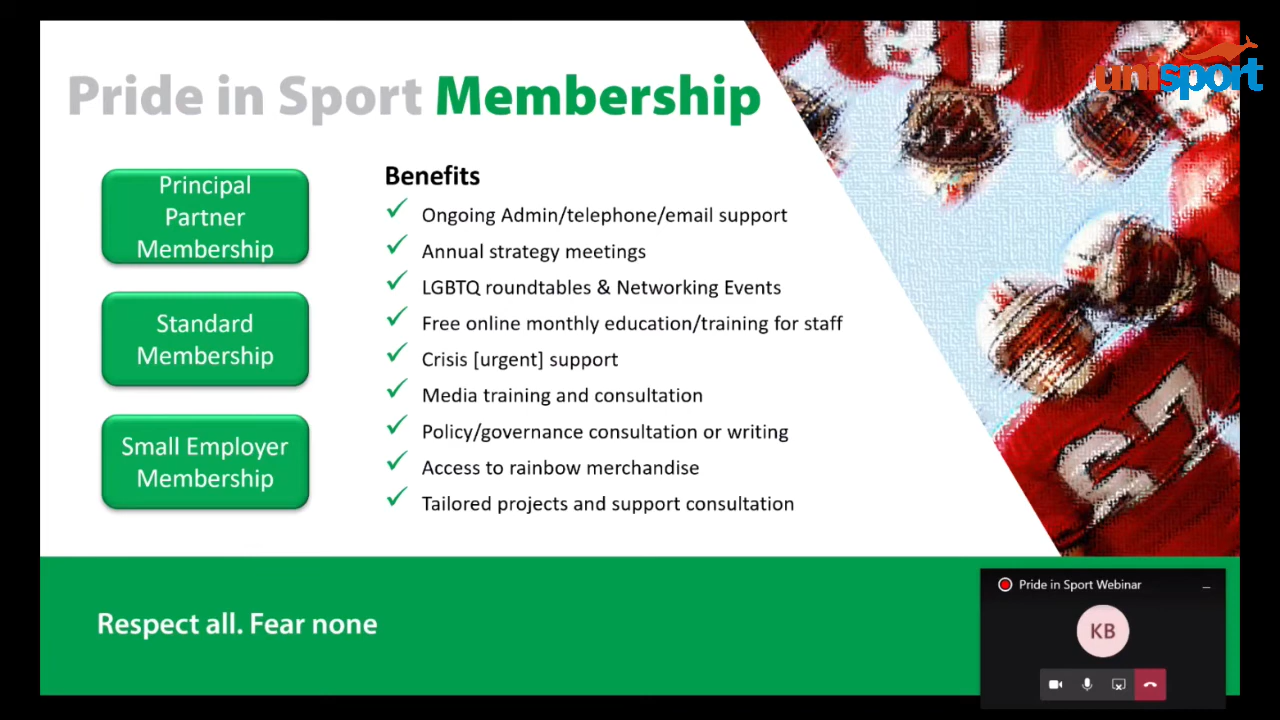 Pride in Sport Membership
unisport
Principal
Partner
Membership
Standard
Membership
Small Employer
Membership
Benefits
✓ Ongoing Admin/telephone/email support
✓ Annual strategy meetings
✓ LGBTQ roundtables & Networking Events
✓ Free online monthly education/training for staff
✓ Crisis [urgent] support
✓ Media training and consultation
✓ Policy/governance consultation or writing
✓ Access to rainbow merchandise
✓ Tailored projects and support consultation
57
Respect all. Fear none
Pride in Sport Webinar
KB